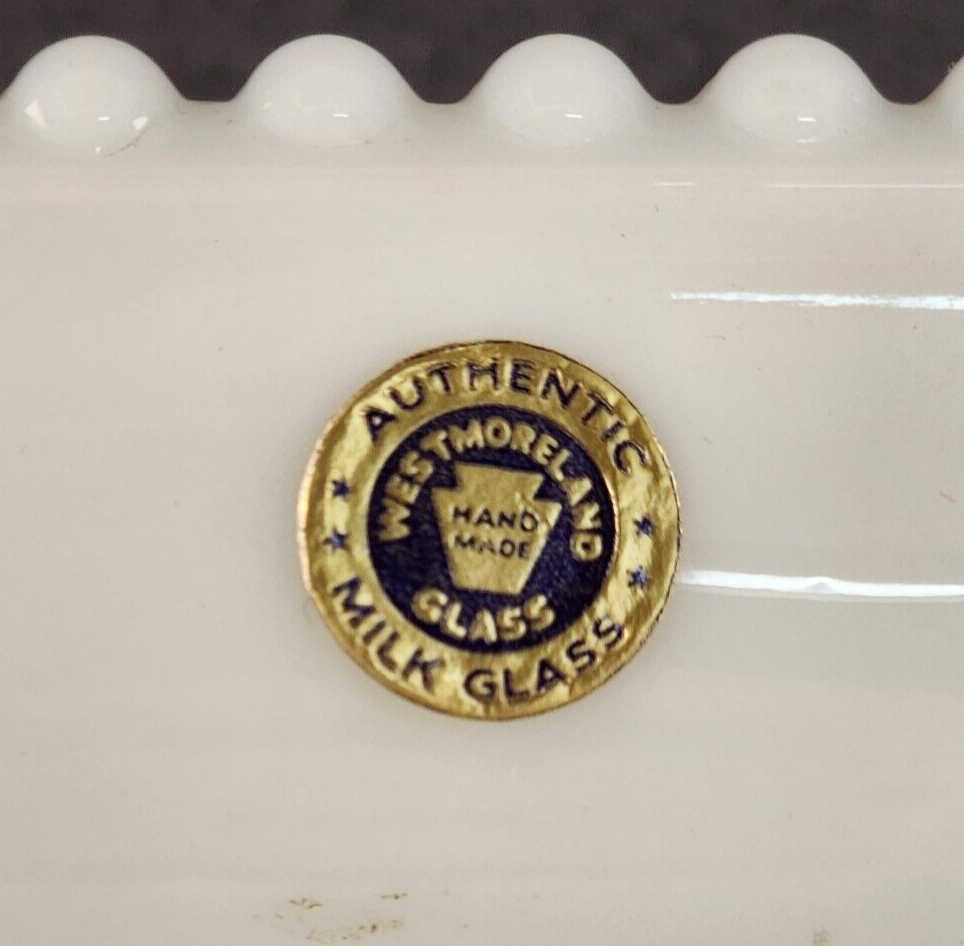 AUTHENTIC
WESTMORELAND
HAND
MADE
GLASS
MILK GLASS